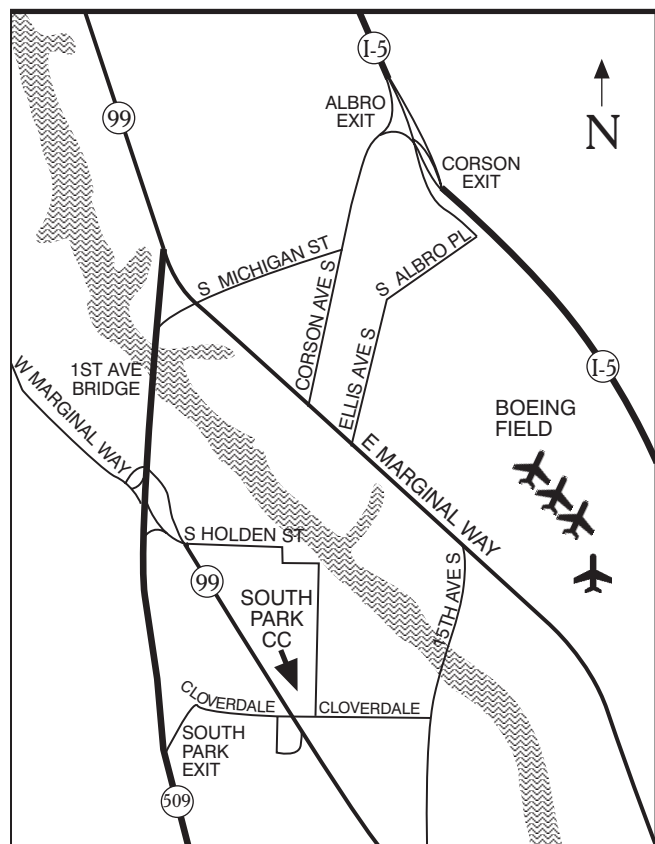 I-5
ALBRO
EXIT
99
N
CORSON
EXIT
S MICHIGAN ST
S ALBRO PL
CORSON AVE S
ELLIS AVE S
1ST AVE
BRIDGE
I-5
W MARGINAL WAY
BOEING
FIELD
E MARGINAL WAY
S HOLDEN ST
99
SOUTH
PARK
CC
15TH AVE S
CLOVERDALE
CLOVERDALE
SOUTH
PARK
EXIT
509